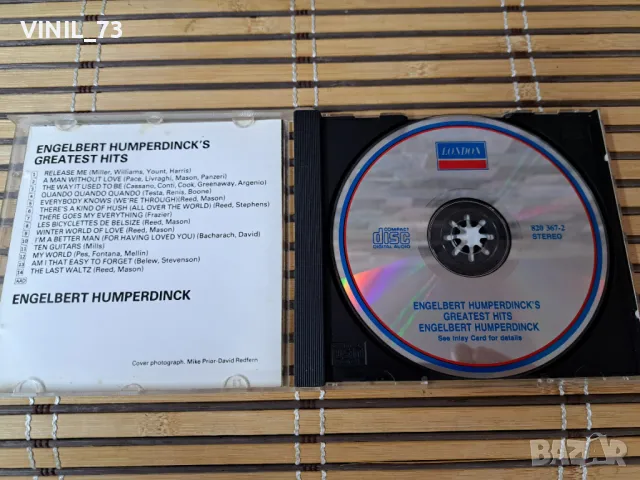 VINIL_73
ENGELBERT HUMPERDINCK'S
GREATEST HITS
1 RELEASE ME (Miller, Williams, Yount, Harris)
2 A MAN WITHOUT LOVE (Pace, Livraghi, Mason, Panzeri)
3 THE WAY IT USED TO BE (Cassano, Conti, Cook, Greenaway, Argenio)
4 QUANDO QUANDO QUANDO (Testa, Renis, Boone)
5 EVERYBODY KNOWS (WE'RE THROUGH)(Reed, Mason)
6 THERE'S A KIND OF HUSH (ALL OVER THE WORLD) (Reed, Stephens)
7 THERE GOES MY EVERYTHING (Frazier)
8 LES BICYCLETTES DE BELSIZE (Reed, Mason)
9 WINTER WORLD OF LOVE (Reed, Mason)
10 I'M A BETTER MAN (FOR HAVING LOVED YOU) (Bacharach, David)
11 TEN GUITARS (Mills)
12 MY WORLD (Pes, Fontana, Mellin)
13 AM I THAT EASY TO FORGET (Belew, Stevenson)
14 THE LAST WALTZ (Reed, Mason)
AAD
ENGELBERT HUMPERDINCK
Cover photograph. Mike Prior-David Redfern
LONDON
COMPACT
disc
DIGITAL AUDIO
820 367-2
STEREO
ENGELBERT HUMPERDINCK'S
GREATEST HITS
ENGELBERT HUMPERDINCK
See Inlay Card for details
BAZAR
bg